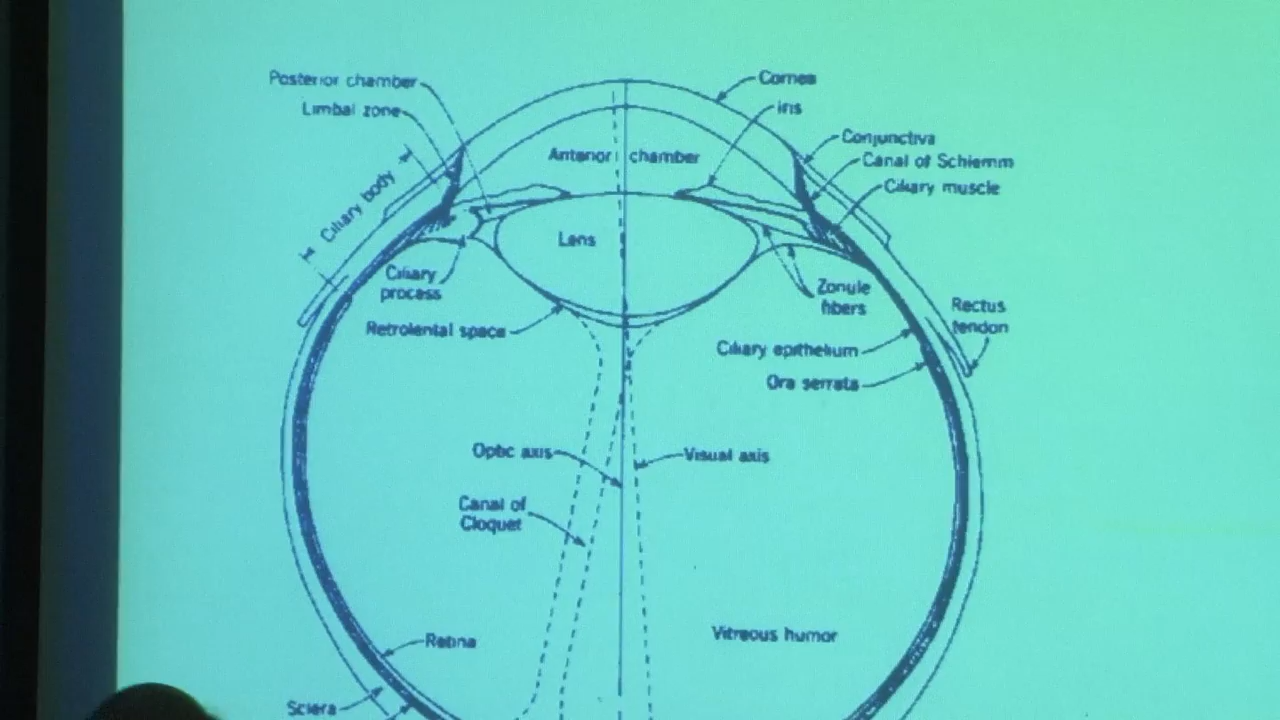 Posterior chamber
Cornea
Limbal zone
Iris
Conjunctiva
Anterior chamber
Canal of Schlemm
Ciliary body
Ciliary muscle
Lens
Ciliary
process
Zonule
fibers
Rectus
tendon
Retrolental space
Ciliary epithelium
Ora serrata
Optic axis
Visual axis
Canal of
Cloquet
Retina
Vitreous humor
Sclera